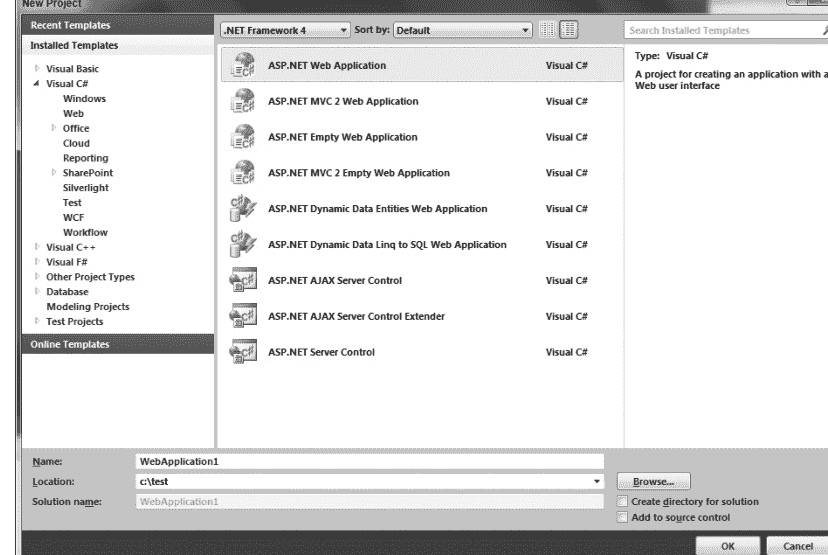 New Project
Recent Templates
Installed Templates
Visual Basic
Visual C#
Windows
Web
Office
Cloud
Reporting
SharePoint
Silverlight
Test
WCF
Workflow
Visual C++
Visual F#
Other Project Types
Database
Modeling Projects
Test Projects
Online Templates
.NET Framework 4 Sort by: Default
ASP.NET Web Application Visual C#
ASP.NET MVC 2 Web Application Visual C#
ASP.NET Empty Web Application Visual C#
ASP.NET MVC 2 Empty Web Application Visual C#
ASP.NET Dynamic Data Entities Web Application Visual C#
ASP.NET Dynamic Data Linq to SQL Web Application Visual C#
ASP.NET AJAX Server Control Visual C#
ASP.NET AJAX Server Control Extender Visual C#
ASP.NET Server Control Visual C#
Search Installed Templates
Type: Visual C#
A project for creating an application with a
Web user interface
Name: WebApplication1
Location: c:\test Browse...
Solution name: WebApplication1
Create directory for solution
Add to source control
OK Cancel